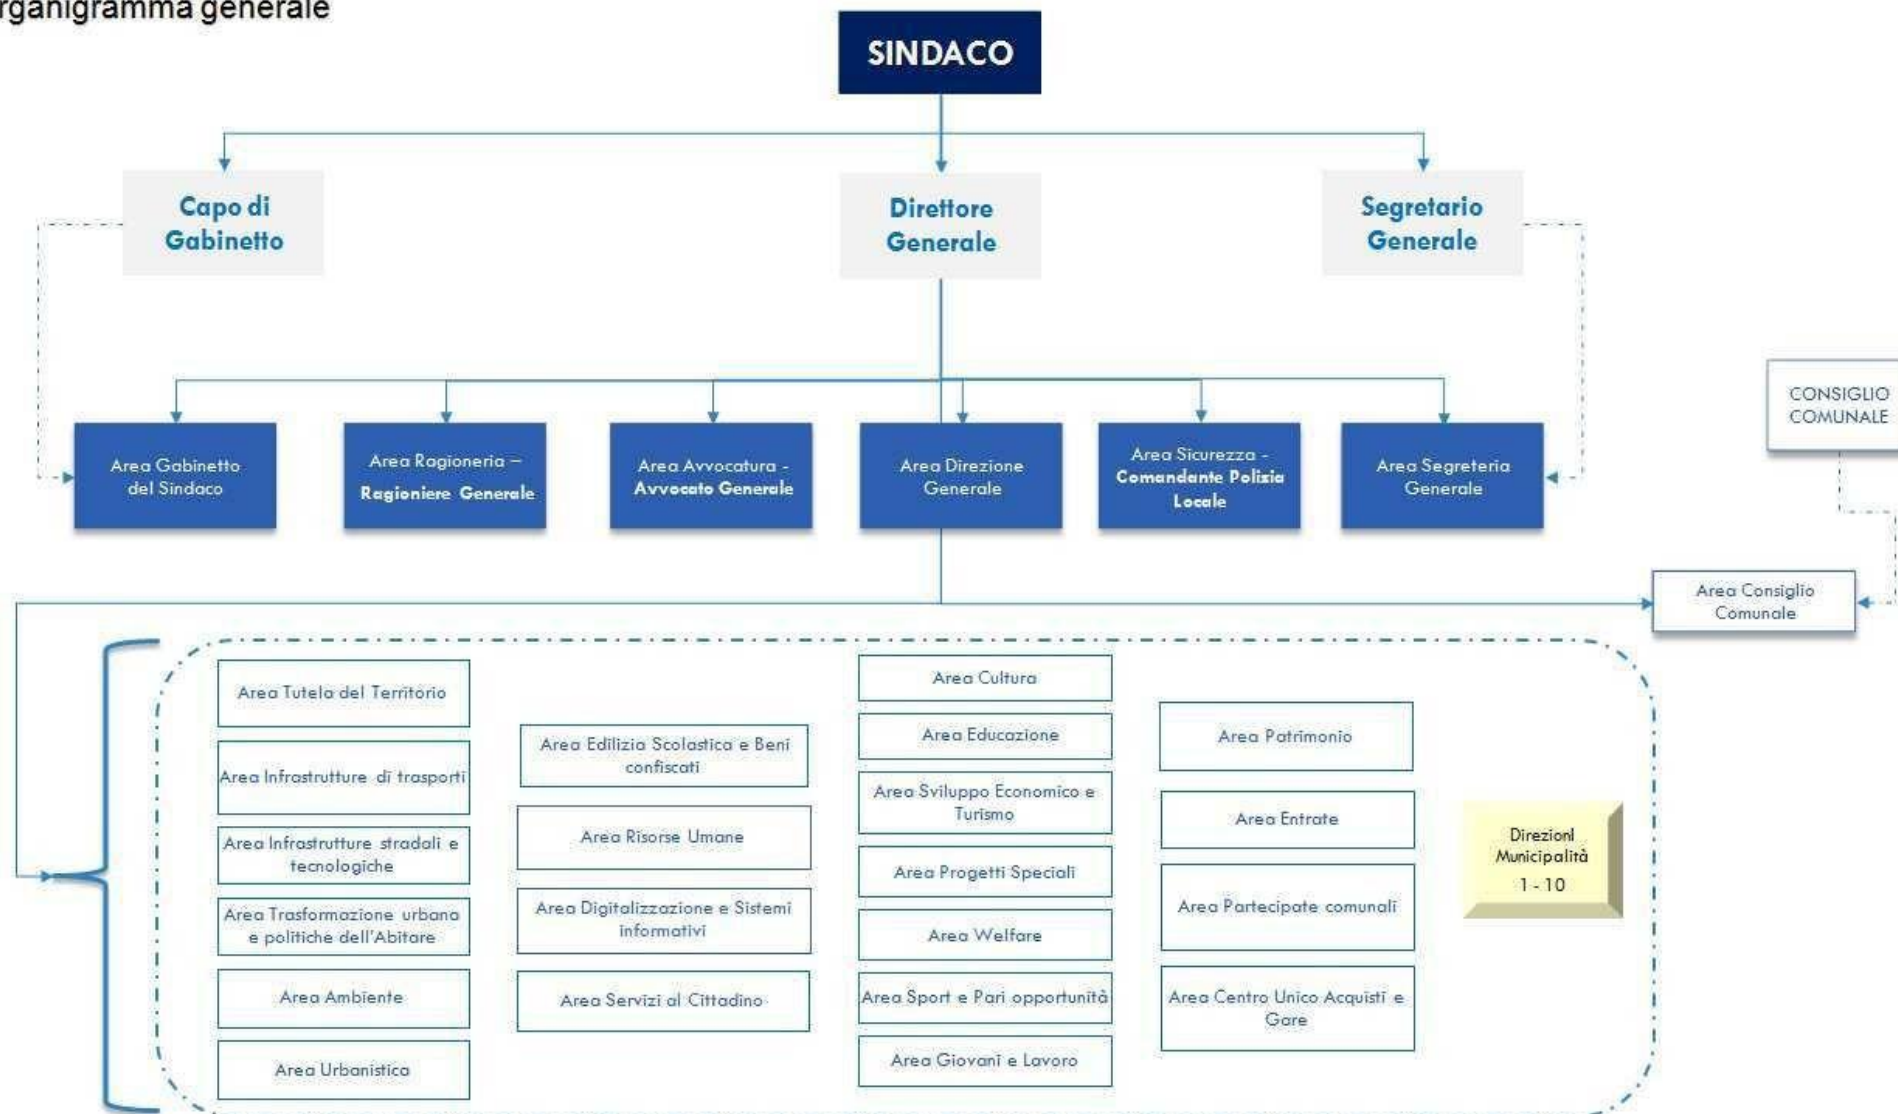 rganigramma generale
SINDACO
Capo di
Gabinetto
Direttore
Generale
Segretario
Generale
CONSIGLIO
COMUNALE
Area Gabinetto
del Sindaco
Area Ragioneria –
Ragioniere Generale
Area Avvocatura -
Avvocato Generale
Area Direzione
Generale
Area Sicurezza -
Comandante Polizia
Locale
Area Segreteria
Generale
Area Consiglio
Comunale
Area Tutela del Territorio
Area Infrastrutture di trasporti
Area Infrastrutture stradali e
tecnologiche
Area Trasformazione urbana
e politiche dell'Abitare
Area Ambiente
Area Urbanistica
Area Edilizia Scolastica e Beni
confiscati
Area Risorse Umane
Area Digitalizzazione e Sistemi
informativi
Area Servizi al Cittadino
Area Cultura
Area Educazione
Area Sviluppo Economico e
Turismo
Area Progetti Speciali
Area Welfare
Area Sport e Pari opportunità
Area Giovani e Lavoro
Area Patrimonio
Area Entrate
Area Partecipate comunali
Area Centro Unico Acquisti e
Gare
DirezionI
Municipalità
1 - 10